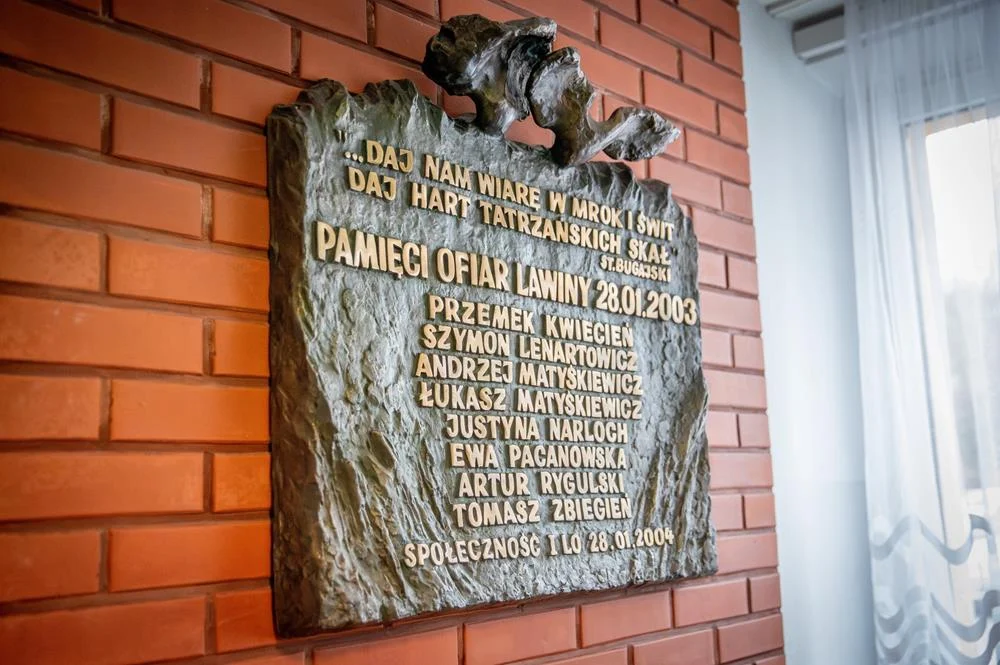 ...DAJ NAM WIARĘ W MROK I ŚWIT
DAJ HART TATRZAŃSKICH SKAŁ"
ST.BUGAJSKI
PAMIĘCI OFIAR LAWINY 28.01.2003
PRZEMEK KWIECIEŃ
SZYMON LENARTOWICZ
ANDRZEJ MATYŚKIEWICZ
ŁUKASZ MATYŚKIEWICZ
JUSTYNA NARLOCH
EWA PACANOWSKA
ARTUR RYGULSKI
TOMASZ ZBIEGIEŃ
SPOŁECZNOŚĆ I LO 28.01.2004